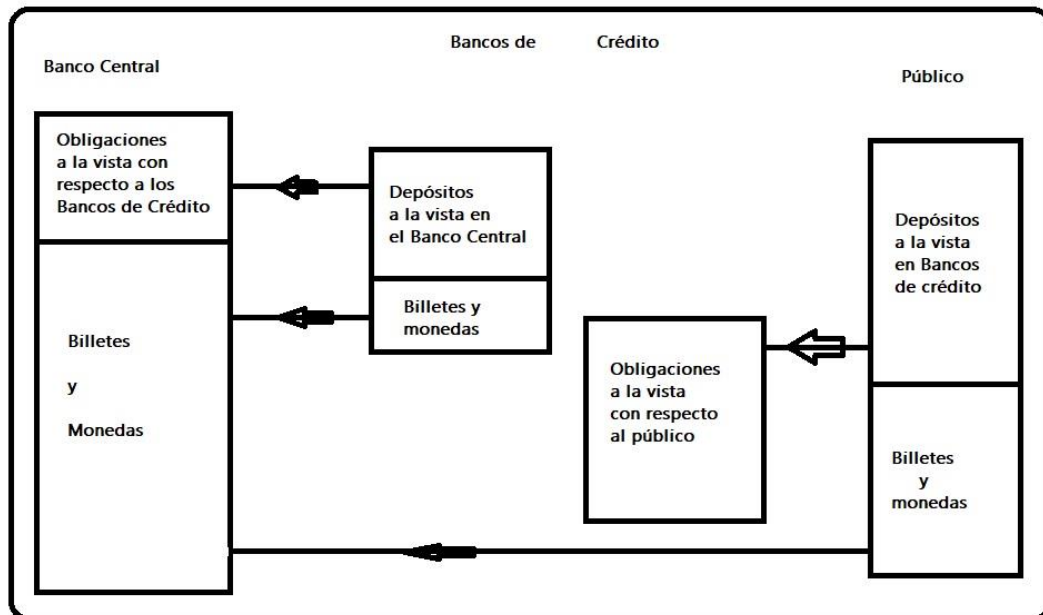 Bancos de Crédito
Banco Central
Público
Obligaciones
a la vista con
respecto a los
Bancos de Crédito
Billetes
y
Monedas
Depósitos
a la vista en
el Banco Central
Billetes y
monedas
Obligaciones
a la vista
con respecto
al público
Depósitos
a la vista
en Bancos
de crédito
Billetes
y
monedas